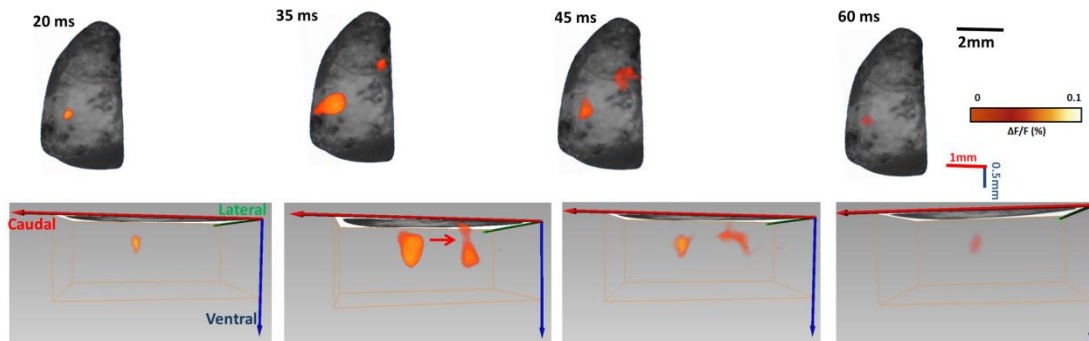 20 ms
35 ms
45 ms
60 ms
2mm
0 0.1
ΔF/F (%)
1mm
0.5mm
Lateral
Caudal
Ventral